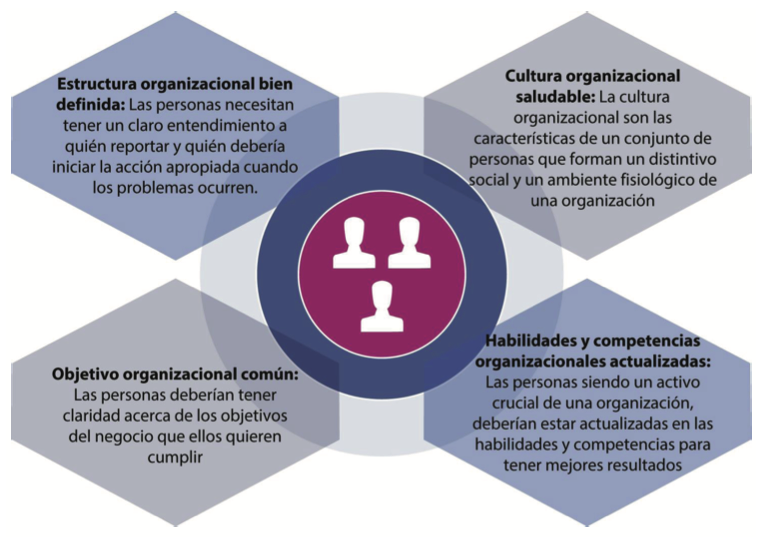 Estructura organizacional bien
definida: Las personas necesitan
tener un claro entendimiento a
quién reportar y quién debería
iniciar la acción apropiada cuando
los problemas ocurren.
Cultura organizacional
saludable: La cultura
organizacional son las
características de un conjunto de
personas que forman un distintivo
social y un ambiente fisiológico de
una organización
Objetivo organizacional común:
Las personas deberían tener
claridad acerca de los objetivos
del negocio que ellos quieren
cumplir
Habilidades y competencias
organizacionales actualizadas:
Las personas siendo un activo
crucial de una organización,
deberían estar actualizadas en las
habilidades y competencias para
tener mejores resultados